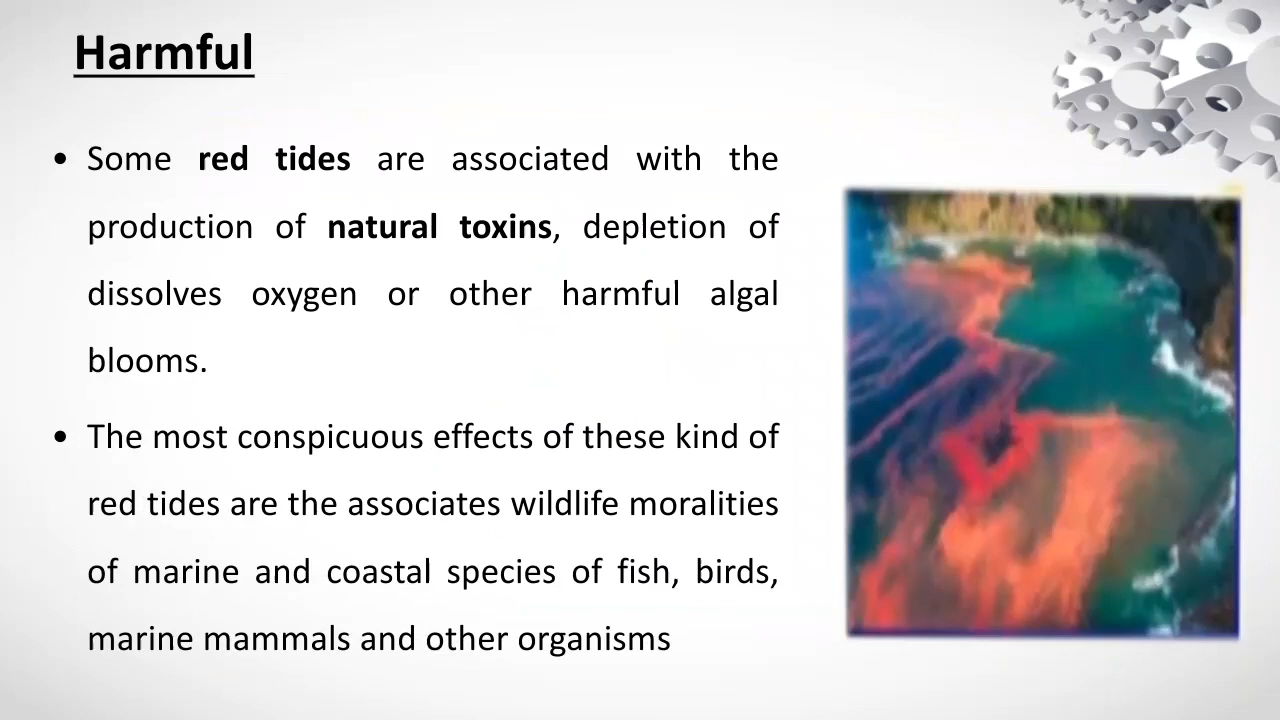 Harmful
• Some red tides are associated with the
production of natural toxins, depletion of
dissolves oxygen or other harmful algal
blooms.
• The most conspicuous effects of these kind of
red tides are the associates wildlife moralities
of marine and coastal species of fish, birds,
marine mammals and other organisms